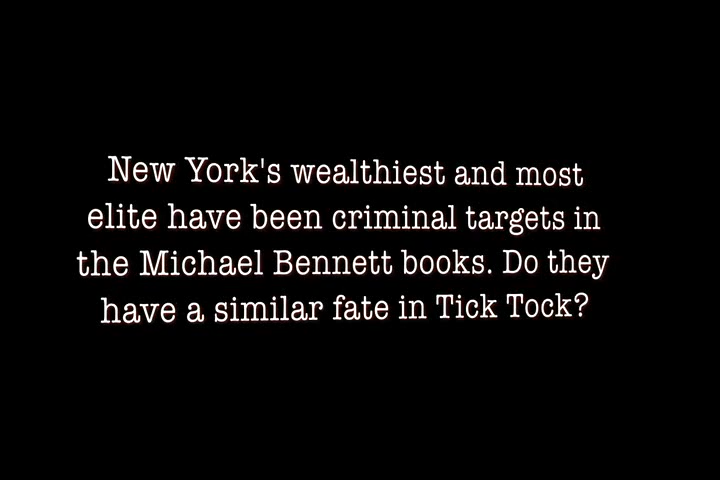 New York's wealthiest and most
elite have been criminal targets in
the Michael Bennett books. Do they
have a similar fate in Tick Tock?